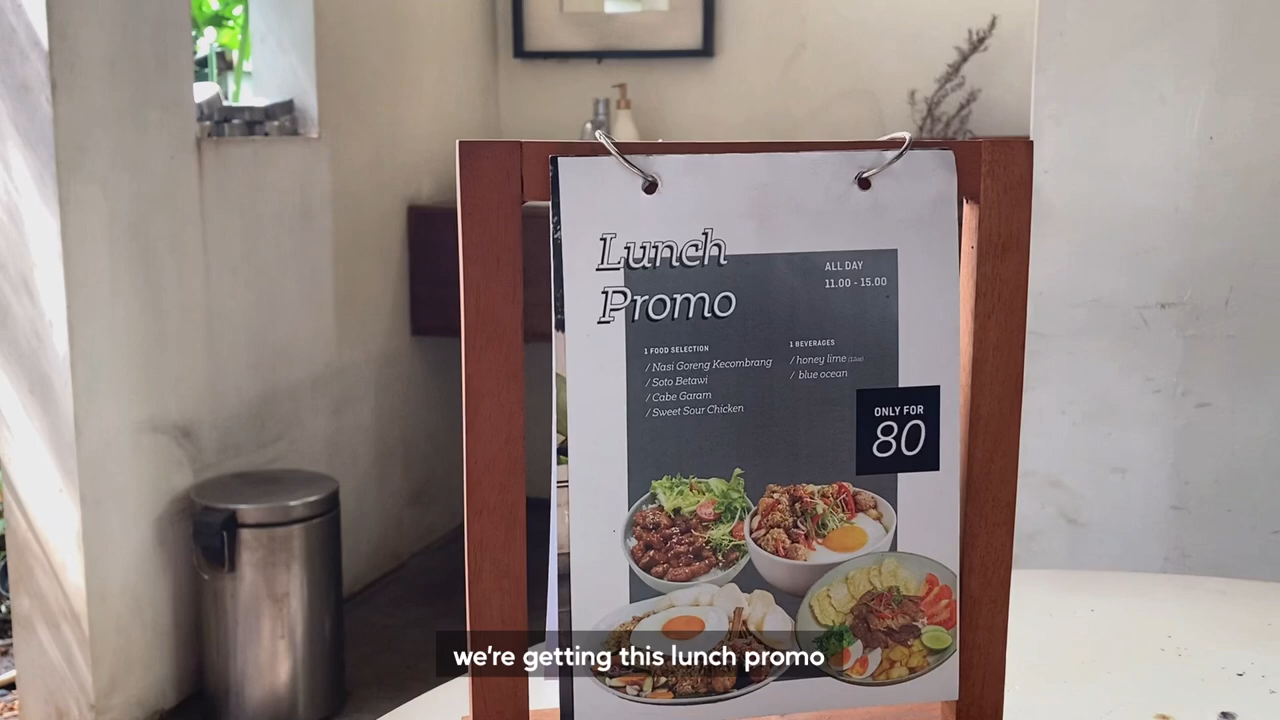 Lunch
Promo
ALL DAY
11.00 - 15.00
1 FOOD SELECTION
/ Nasi Goreng Kecombrang
/ Soto Betawi
/ Cabe Garam
/ Sweet Sour Chicken
1 BEVERAGES
/ honey lime (12oz)
/ blue ocean
ONLY FOR
80
we're getting this lunch promo